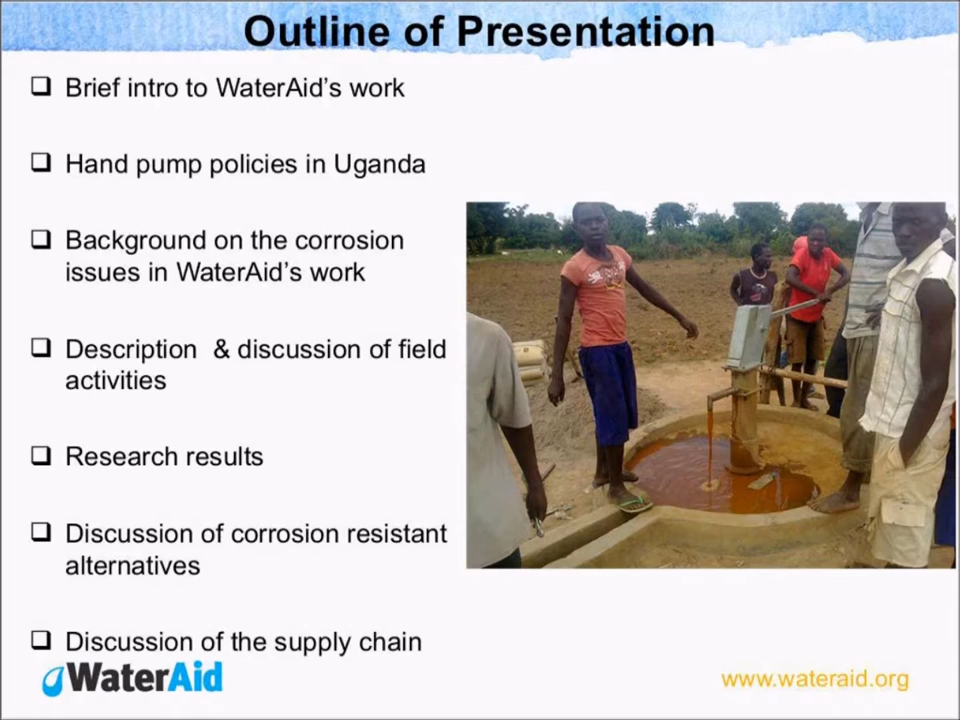 Outline of Presentation
❑ Brief intro to WaterAid's work
❑ Hand pump policies in Uganda
❑ Background on the corrosion
issues in WaterAid's work
❑ Description & discussion of field
activities
❑ Research results
❑ Discussion of corrosion resistant
alternatives
❑ Discussion of the supply chain
WaterAid
www.wateraid.org